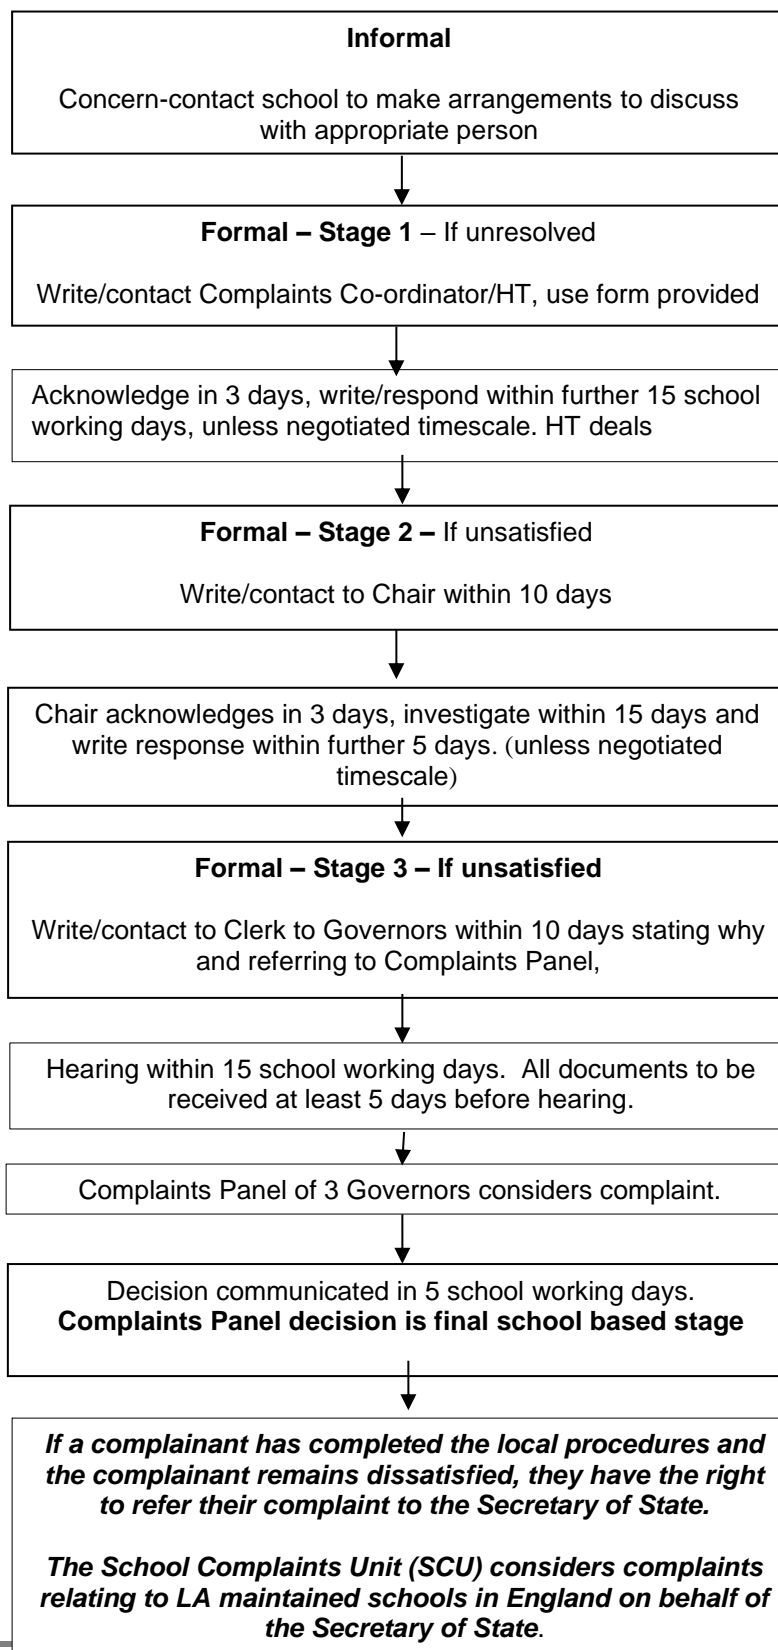 Informal
Concern-contact school to make arrangements to discuss
with appropriate person
Formal – Stage 1 – If unresolved
Write/contact Complaints Co-ordinator/HT, use form provided
Acknowledge in 3 days, write/respond within further 15 school
working days, unless negotiated timescale. HT deals
Formal – Stage 2 – If unsatisfied
Write/contact to Chair within 10 days
Chair acknowledges in 3 days, investigate within 15 days and
write response within further 5 days. (unless negotiated
timescale)
Formal – Stage 3 – If unsatisfied
Write/contact to Clerk to Governors within 10 days stating why
and referring to Complaints Panel,
Hearing within 15 school working days.  All documents to be
received at least 5 days before hearing.
Complaints Panel of 3 Governors considers complaint.
Decision communicated in 5 school working days.
Complaints Panel decision is final school based stage
If a complainant has completed the local procedures and
the complainant remains dissatisfied, they have the right
to refer their complaint to the Secretary of State.
The School Complaints Unit (SCU) considers complaints
relating to LA maintained schools in England on behalf of
the Secretary of State.